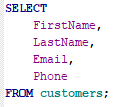 SELECT
FirstName,
LastName,
Email,
Phone
FROM customers;